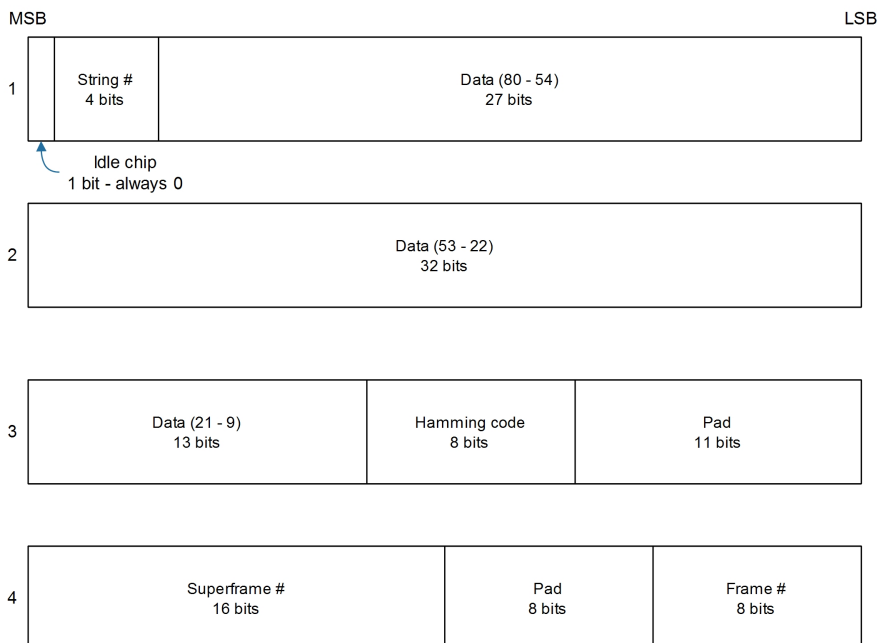 MSB LSB
1
String #
4 bits
Data (80 - 54)
27 bits
Idle chip
1 bit - always 0
2
Data (53 - 22)
32 bits
3
Data (21 - 9)
13 bits
Hamming code
8 bits
Pad
11 bits
4
Superframe #
16 bits
Pad
8 bits
Frame #
8 bits